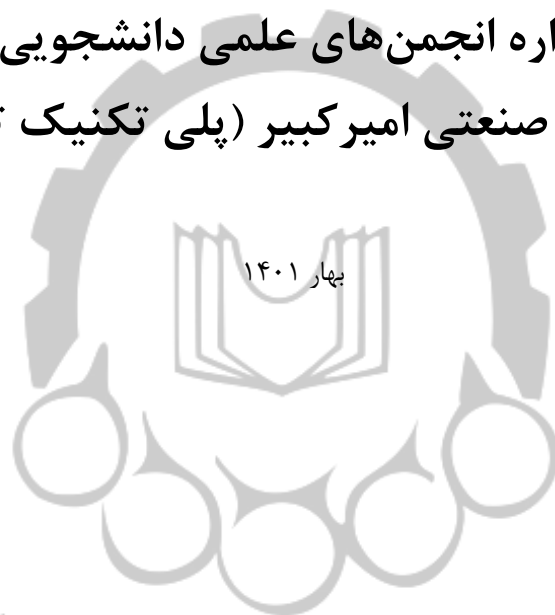 انجمن‌های علمی دانشجویی
صنعتی امیرکبیر (پلی تکنیک
بهار ۱۴۰۱